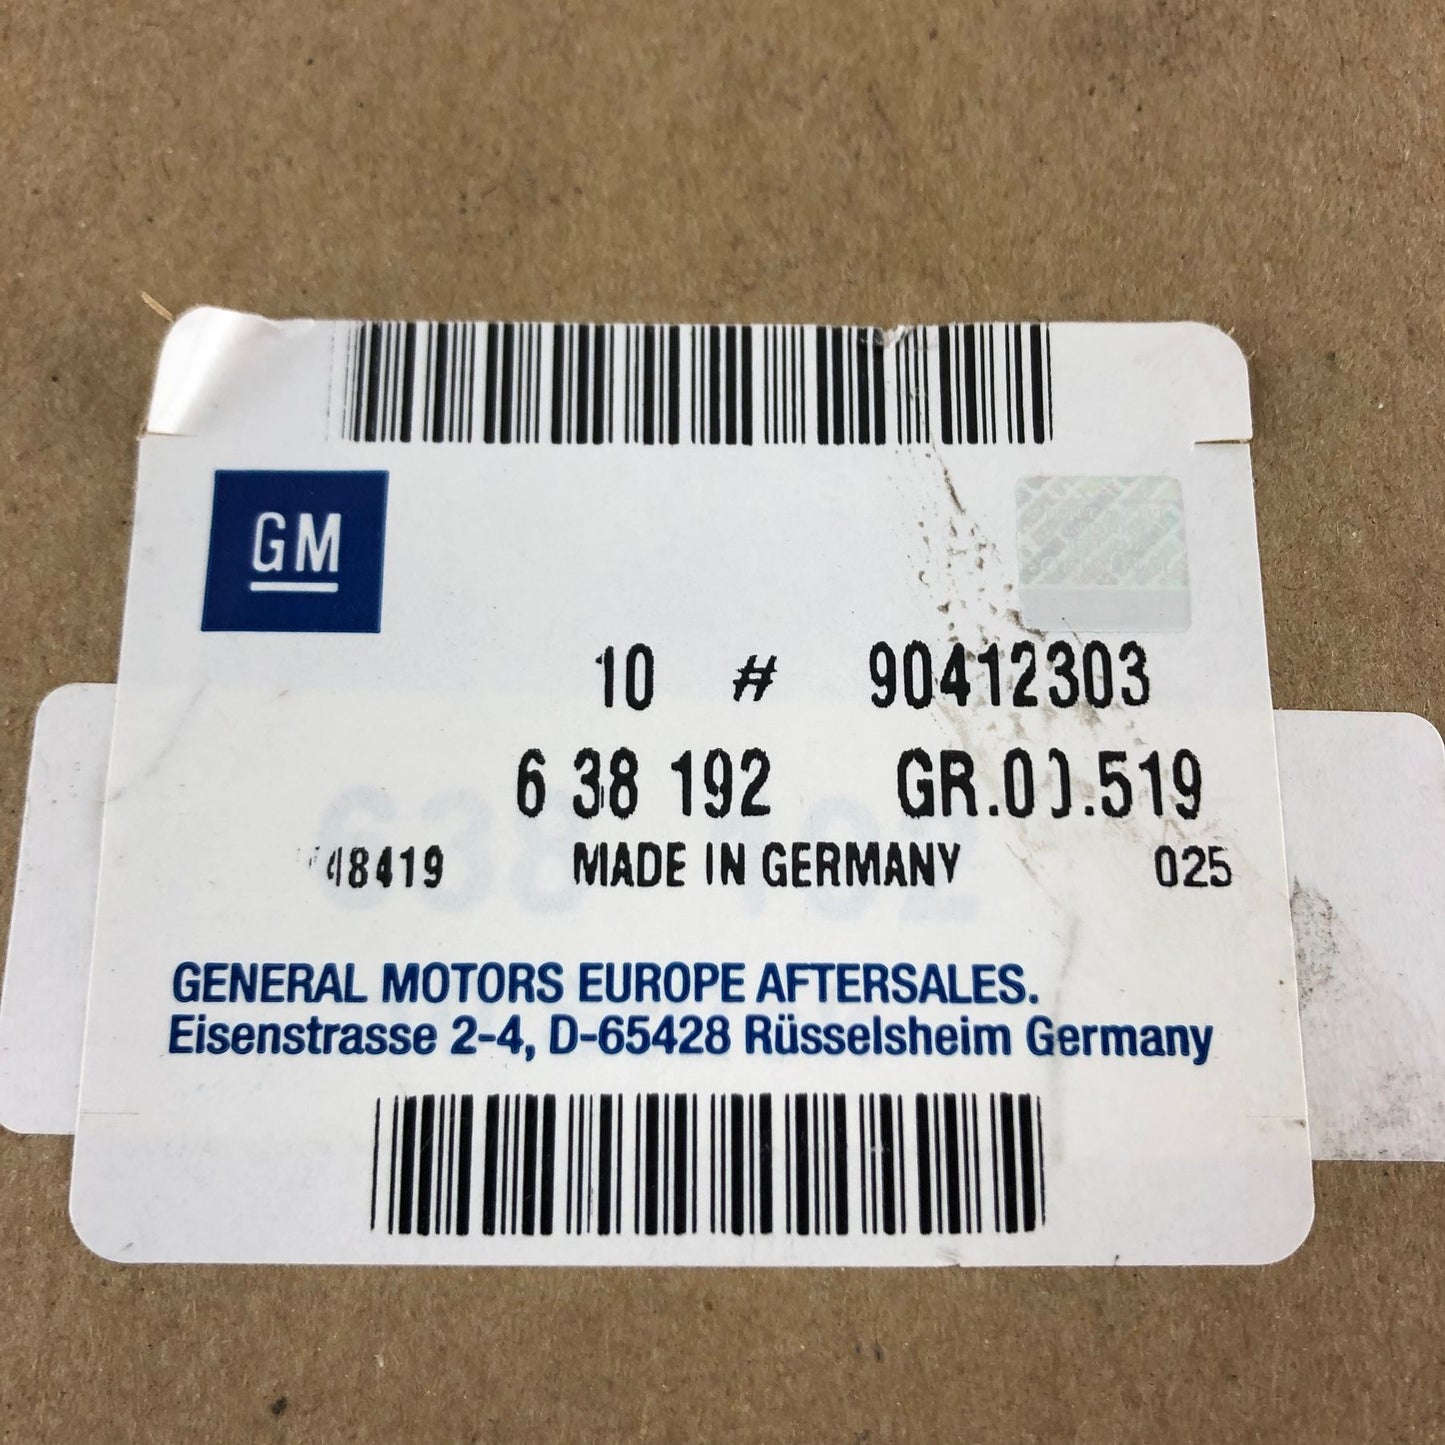 GM
10 # 90412303
6 38 192 GR.00.519
48419 MADE IN GERMANY 025
GENERAL MOTORS EUROPE AFTERSALES.
Eisenstrasse 2-4, D-65428 Rüsselsheim Germany